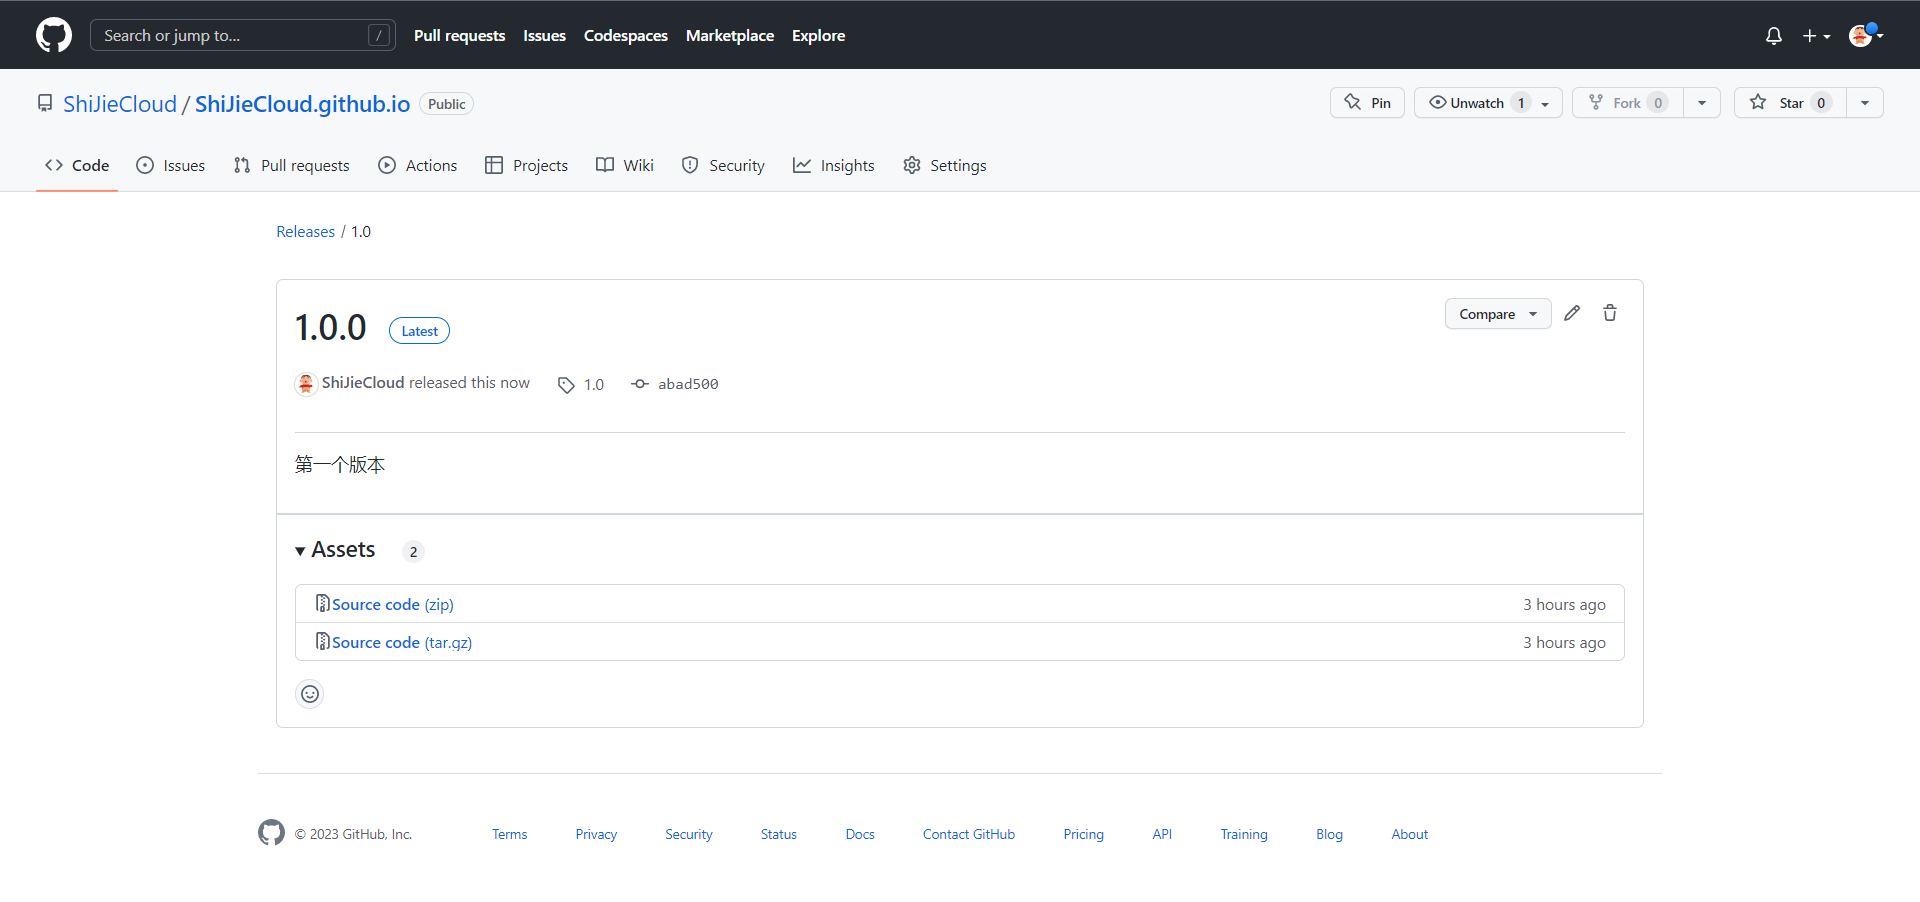 Search or jump to... / Pull requests Issues Codespaces Marketplace Explore
ShiJieCloud / ShiJieCloud.github.io Public Pin Unwatch 1 Fork 0 Star 0
Code Issues Pull requests Actions Projects Wiki Security Insights Settings
Releases / 1.0
1.0.0 Latest Compare
ShiJieCloud released this now 1.0 abad500
第一个版本
Assets 2
Source code (zip) 3 hours ago
Source code (tar.gz) 3 hours ago
© 2023 GitHub, Inc. Terms Privacy Security Status Docs Contact GitHub Pricing API Training Blog About